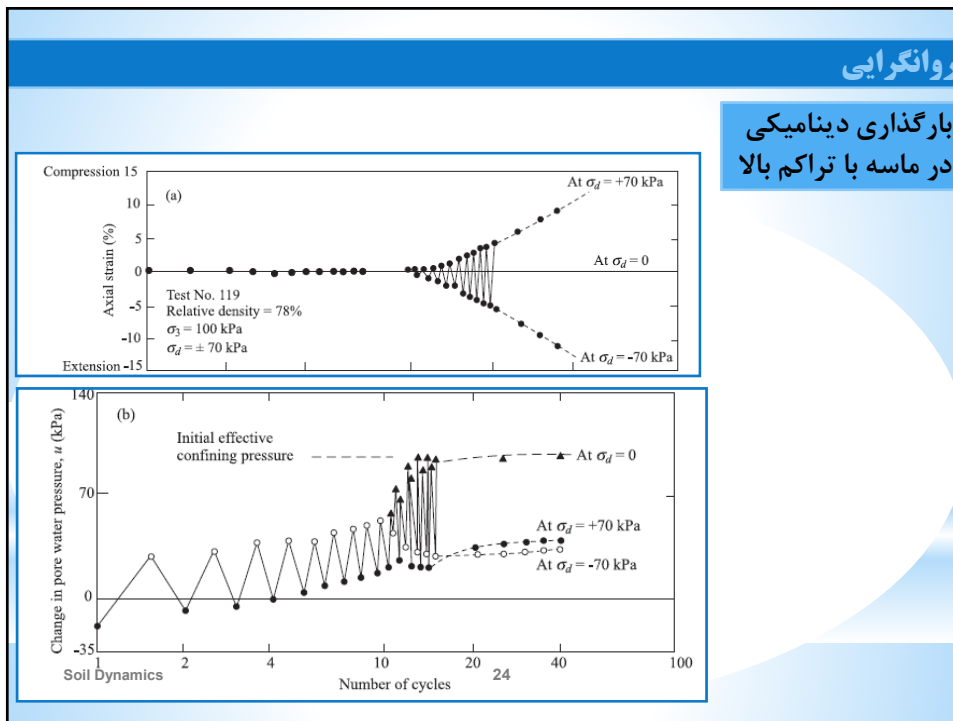 روانگرایی
بارگذاری دینامیکی
در ماسه با تراکم بالا
Compression 15
10
5
0
-5
-10
Extension -15
Axial strain (%)
(a)
At σd = +70 kPa
At σd = 0
At σd = -70 kPa
Test No. 119
Relative density = 78%
σ3 = 100 kPa
σd = ± 70 kPa
140
70
0
-35
Change in pore water pressure, u (kPa)
(b)
Initial effective
confining pressure
At σd = 0
At σd = +70 kPa
At σd = -70 kPa
1 2 4 10 20 40 100
Number of cycles
Soil Dynamics
24